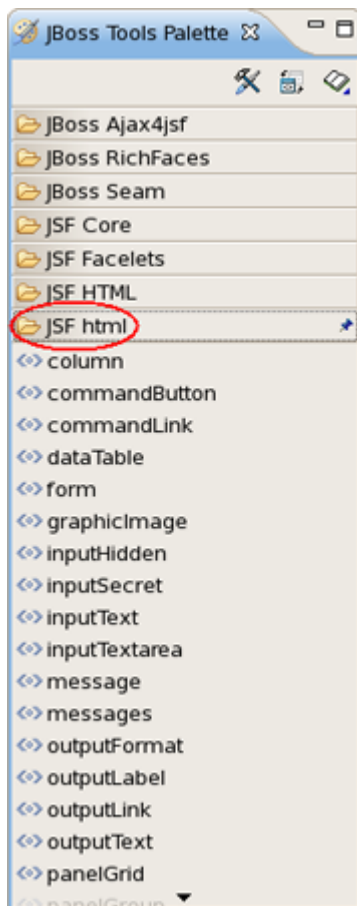 JBoss Tools Palette
JBoss Ajax4jsf
JBoss RichFaces
JBoss Seam
JSF Core
JSF Facelets
JSF HTML
JSF html
column
commandButton
commandLink
dataTable
form
graphicImage
inputHidden
inputSecret
inputText
inputTextarea
message
messages
outputFormat
outputLabel
outputLink
outputText
panelGrid
panelGroup